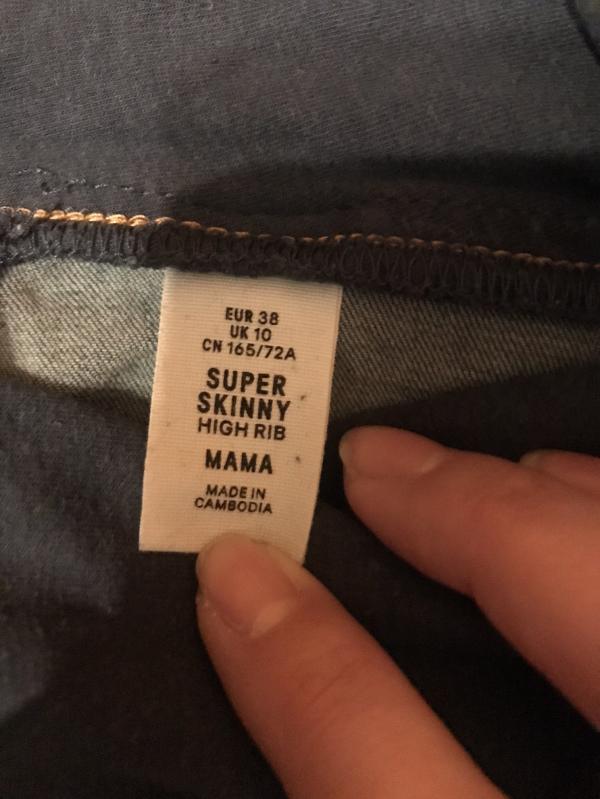 EUR 38
UK 10
CN 165/72A
SUPER
SKINNY
HIGH RIB
MAMA
MADE IN
CAMBODIA